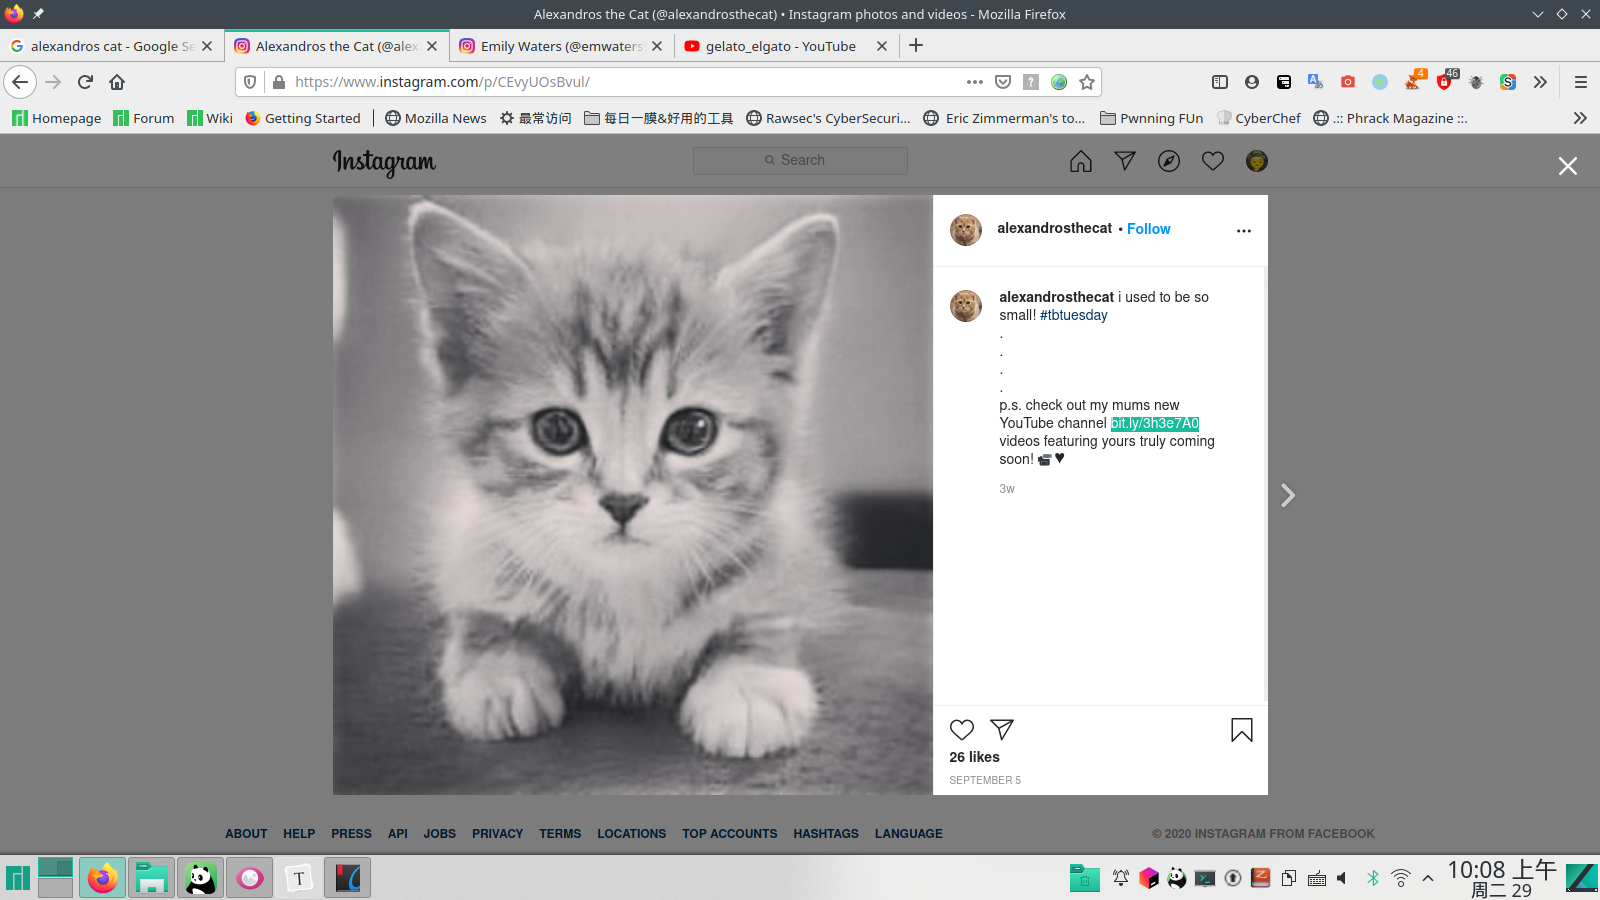 Alexandros the Cat (@alexandrosthecat) • Instagram photos and videos - Mozilla Firefox
alexandros cat - Google Se
Alexandros the Cat (@alex
Emily Waters (@emwaters
gelato_elgato - YouTube
https://www.instagram.com/p/CEvyUOsBvul/
4
46
Homepage
Forum
Wiki
Getting Started
Mozilla News
最常访问
每日一膜&好用的工具
Rawsec's CyberSecuri...
Eric Zimmerman's to...
Pwnning FUn
CyberChef
.:: Phrack Magazine ::.
Instagram
Search
alexandrosthecat • Follow
alexandrosthecat i used to be so
small! #tbtuesday
.
.
.
.
p.s. check out my mums new
YouTube channel bit.ly/3h3e7A0
videos featuring yours truly coming
soon! 📹♥
3w
26 likes
SEPTEMBER 5
ABOUT HELP PRESS API JOBS PRIVACY TERMS LOCATIONS TOP ACCOUNTS HASHTAGS LANGUAGE
© 2020 INSTAGRAM FROM FACEBOOK
T
10:08 上午
周二 29